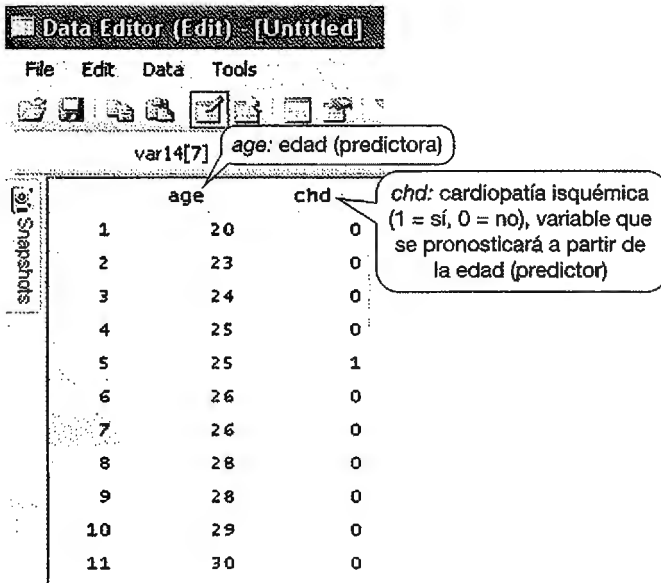 Data Editor (Edit) - [Untitled]
File Edit Data Tools
var14[7]
age: edad (predictora)
Snapshots
age chd
chd: cardiopatía isquémica
(1 = sí, 0 = no), variable que
se pronosticará a partir de
la edad (predictor)
1 20 0
2 23 0
3 24 0
4 25 0
5 25 1
6 26 0
7 26 0
8 28 0
9 28 0
10 29 0
11 30 0